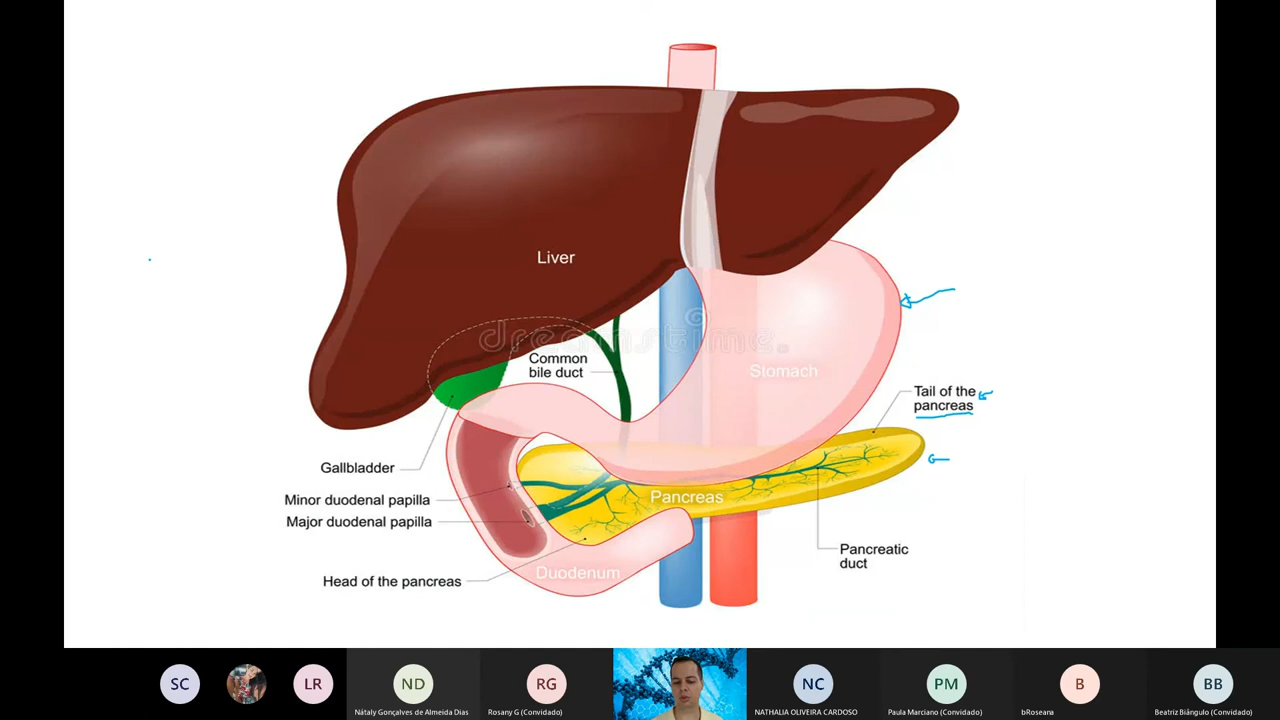 Liver
dreamstime
Common
bile duct
Stomach
Tail of the
pancreas
Gallbladder
Minor duodenal papilla
Pancreas
Major duodenal papilla
Pancreatic
duct
Head of the pancreas
Duodenum
SC
LR
ND
RG
NC
PM
B
BB
Nátaly Gonçalves de Almeida Dias
Rosany G (Convidado)
NATHALIA OLIVEIRA CARDOSO
Paula Marciano (Convidado)
bRoseana
Beatriz Biângulo (Convidado)